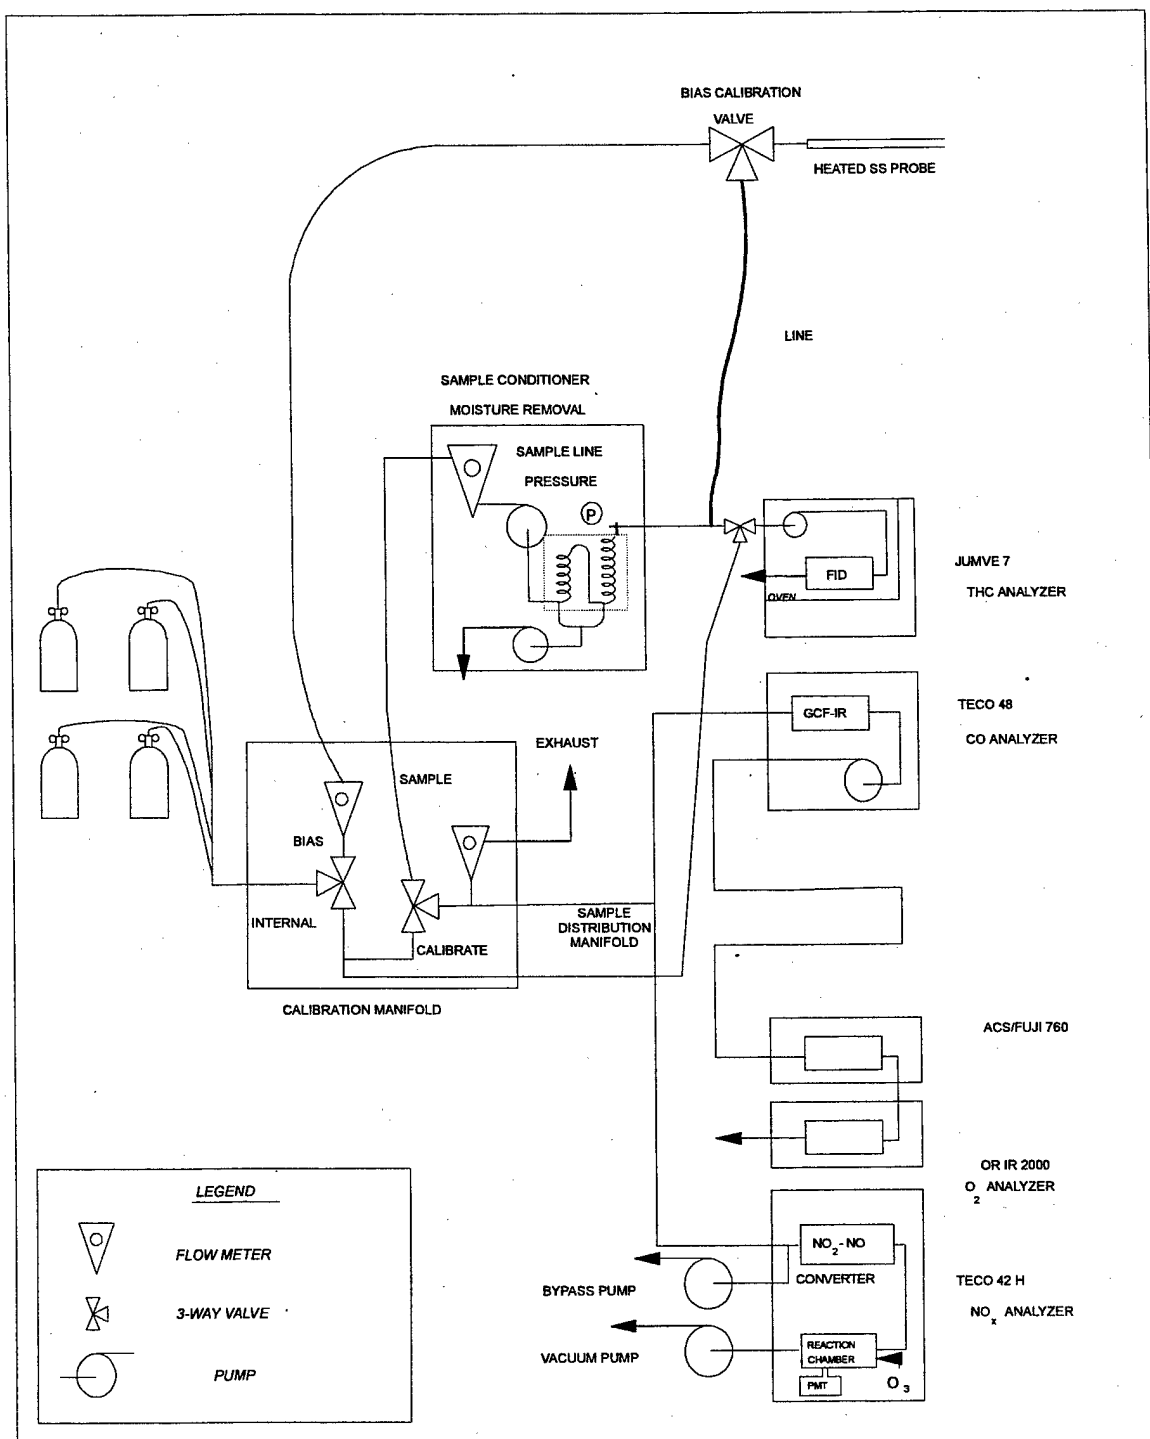 BIAS CALIBRATION
VALVE
HEATED SS PROBE
LINE
SAMPLE CONDITIONER
MOISTURE REMOVAL
SAMPLE LINE
PRESSURE
P
FID
OVEN
JUMVE 7
THC ANALYZER
GCF-IR
TECO 48
CO ANALYZER
EXHAUST
SAMPLE
BIAS
INTERNAL
CALIBRATE
SAMPLE
DISTRIBUTION
MANIFOLD
CALIBRATION MANIFOLD
ACS/FUJI 760
OR IR 2000
O2 ANALYZER
NO2-NO
CONVERTER
TECO 42 H
NOx ANALYZER
BYPASS PUMP
VACUUM PUMP
REACTION
CHAMBER
PMT
O3
LEGEND
FLOW METER
3-WAY VALVE
PUMP